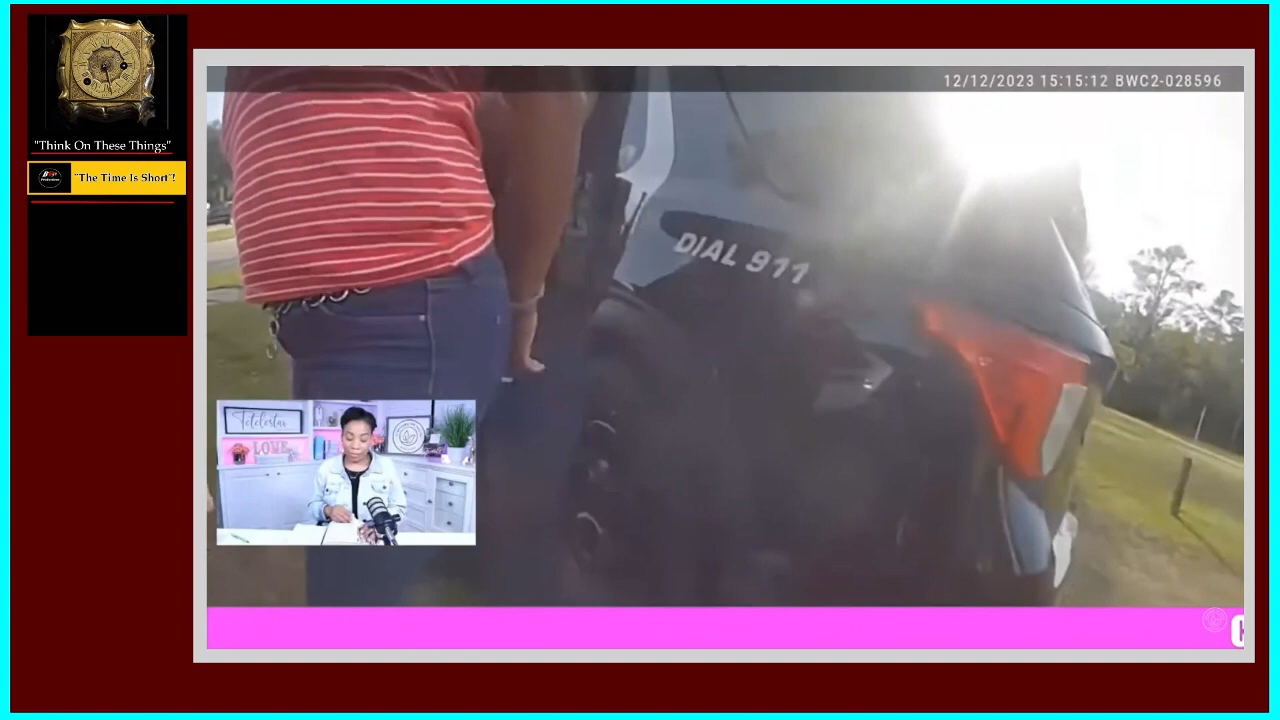 "Think On These Things"
"The Time Is Short"!
12/12/2023 15:15:12 BWC2-028596
DIAL 911
Tetelestai
LOVE